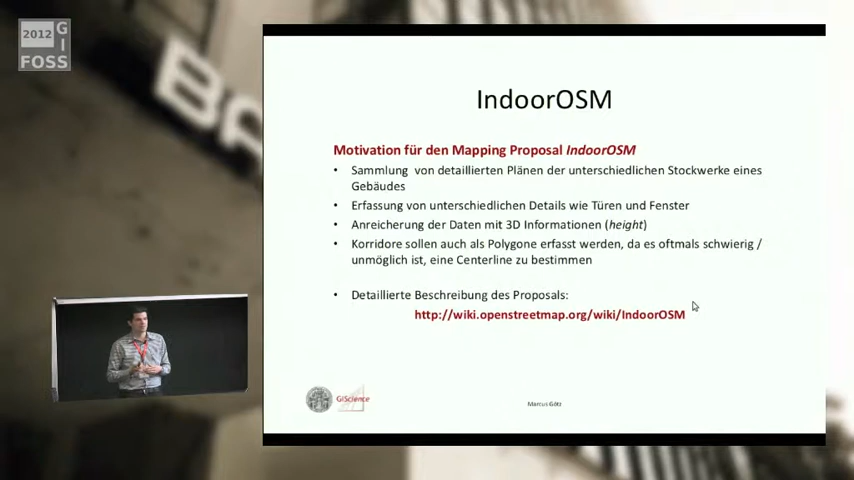 2012 GI
FOSS
BA
IndoorOSM
Motivation für den Mapping Proposal IndoorOSM
• Sammlung von detaillierten Plänen der unterschiedlichen Stockwerke eines
Gebäudes
• Erfassung von unterschiedlichen Details wie Türen und Fenster
• Anreicherung der Daten mit 3D Informationen (height)
• Korridore sollen auch als Polygone erfasst werden, da es oftmals schwierig /
unmöglich ist, eine Centerline zu bestimmen
• Detaillierte Beschreibung des Proposals:
http://wiki.openstreetmap.org/wiki/IndoorOSM
GIScience
Marcus Götz